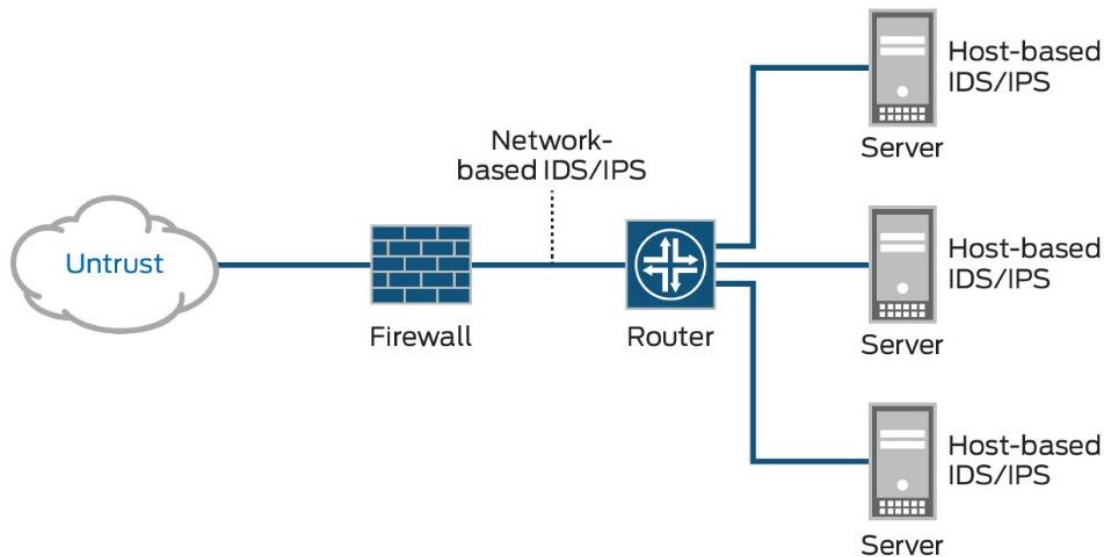 Host-based
IDS/IPS
Server
Network-
based IDS/IPS
Untrust
Firewall
Router
Host-based
IDS/IPS
Server
Host-based
IDS/IPS
Server